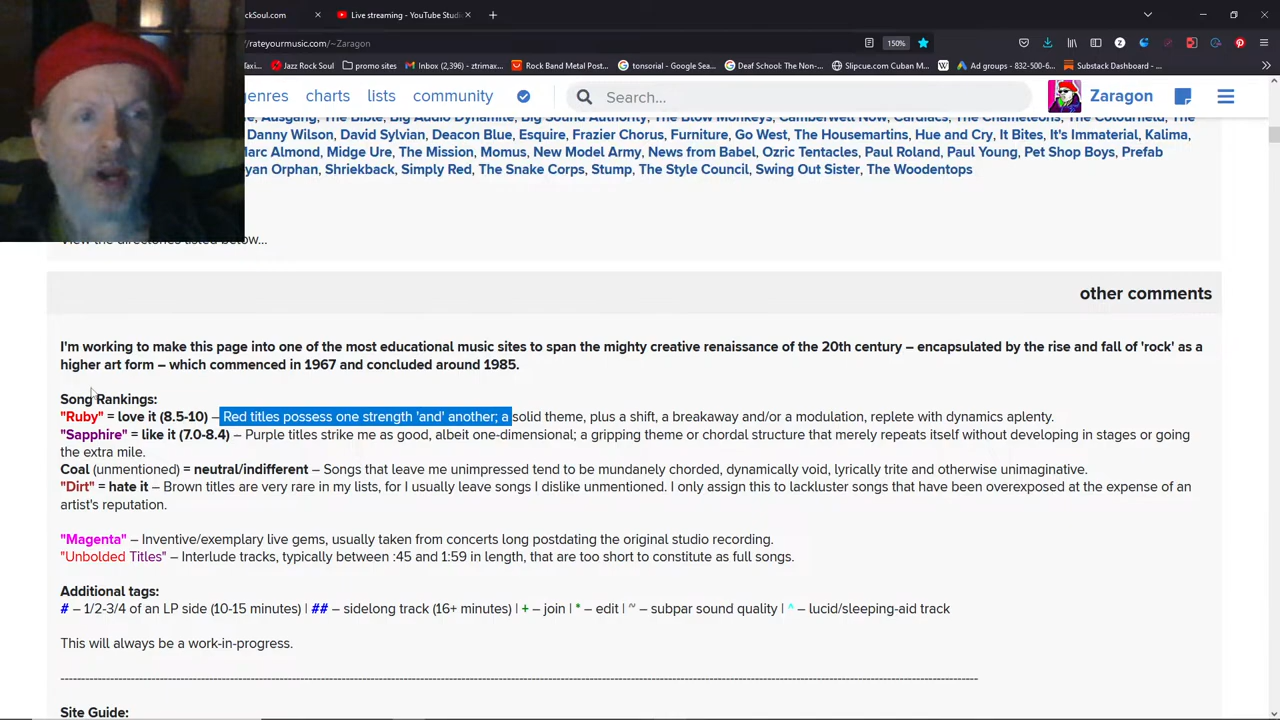 ckSoul.com
Live streaming - YouTube Studi
//rateyourmusic.com/~Zaragon
150%
Taxi... Jazz Rock Soul promo sites Inbox (2,396) - ztrimax... Rock Band Metal Post... tonsorial - Google Sea... Deaf School: The Non-... Slipcue.com Cuban M... Ad groups - 832-500-6... Substack Dashboard -...
genres charts lists community Search... Zaragon
Ausgang, The Bible, Big Audio Dynamite, Big Sound Authority, The Blow Monkeys, Camberwell Now, Cardiacs, The Chameleons, The Colourfield, The
Danny Wilson, David Sylvian, Deacon Blue, Esquire, Frazier Chorus, Furniture, Go West, The Housemartins, Hue and Cry, It Bites, It's Immaterial, Kalima,
Marc Almond, Midge Ure, The Mission, Momus, New Model Army, News from Babel, Ozric Tentacles, Paul Roland, Paul Young, Pet Shop Boys, Prefab
yan Orphan, Shriekback, Simply Red, The Snake Corps, Stump, The Style Council, Swing Out Sister, The Woodentops
View the directories listed below...
other comments
I'm working to make this page into one of the most educational music sites to span the mighty creative renaissance of the 20th century – encapsulated by the rise and fall of 'rock' as a
higher art form – which commenced in 1967 and concluded around 1985.
Song Rankings:
"Ruby" = love it (8.5-10) – Red titles possess one strength 'and' another; a solid theme, plus a shift, a breakaway and/or a modulation, replete with dynamics aplenty.
"Sapphire" = like it (7.0-8.4) – Purple titles strike me as good, albeit one-dimensional; a gripping theme or chordal structure that merely repeats itself without developing in stages or going
the extra mile.
Coal (unmentioned) = neutral/indifferent – Songs that leave me unimpressed tend to be mundanely chorded, dynamically void, lyrically trite and otherwise unimaginative.
"Dirt" = hate it – Brown titles are very rare in my lists, for I usually leave songs I dislike unmentioned. I only assign this to lackluster songs that have been overexposed at the expense of an
artist's reputation.
"Magenta" – Inventive/exemplary live gems, usually taken from concerts long postdating the original studio recording.
"Unbolded Titles" – Interlude tracks, typically between :45 and 1:59 in length, that are too short to constitute as full songs.
Additional tags:
# – 1/2-3/4 of an LP side (10-15 minutes) | ## – sidelong track (16+ minutes) | + – join | * – edit | ~ – subpar sound quality | ^ – lucid/sleeping-aid track
This will always be a work-in-progress.
--------------------------------------------------------------------------------
Site Guide: